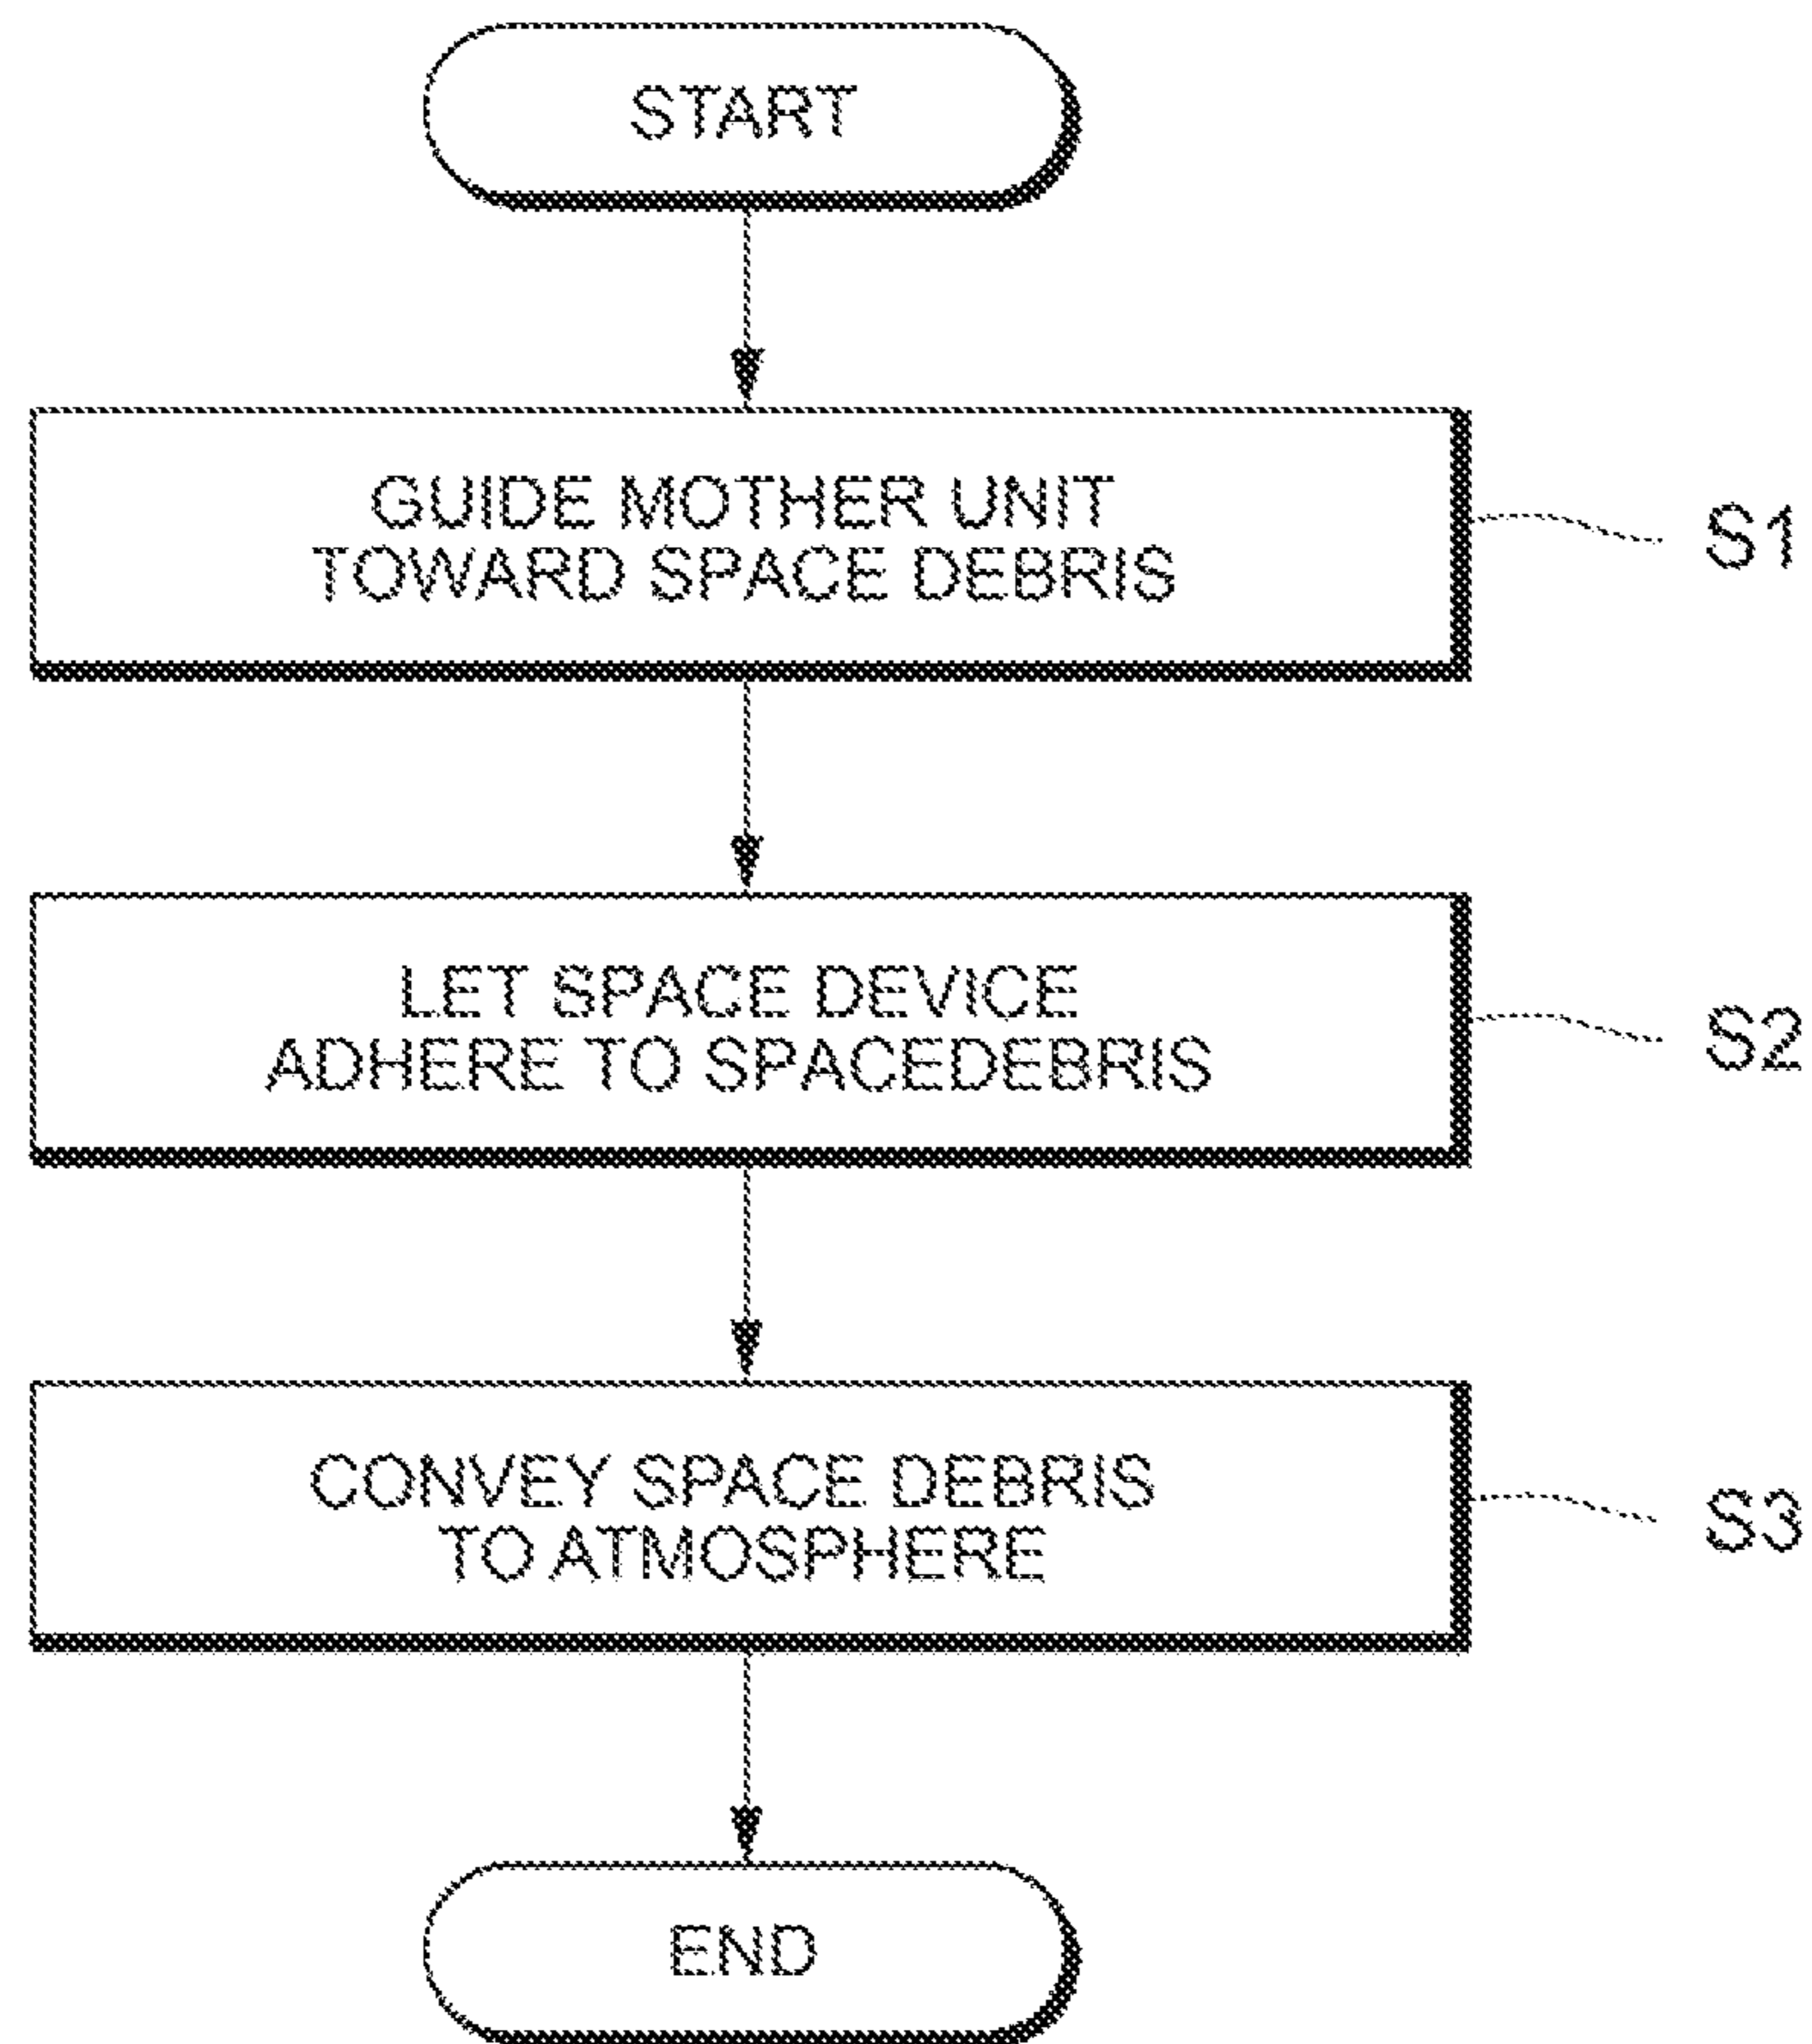 START
GUIDE MOTHER UNIT
TOWARD SPACE DEBRIS
S1
LET SPACE DEVICE
ADHERE TO SPACEDEBRIS
S2
CONVEY SPACE DEBRIS
TO ATMOSPHERE
S3
END